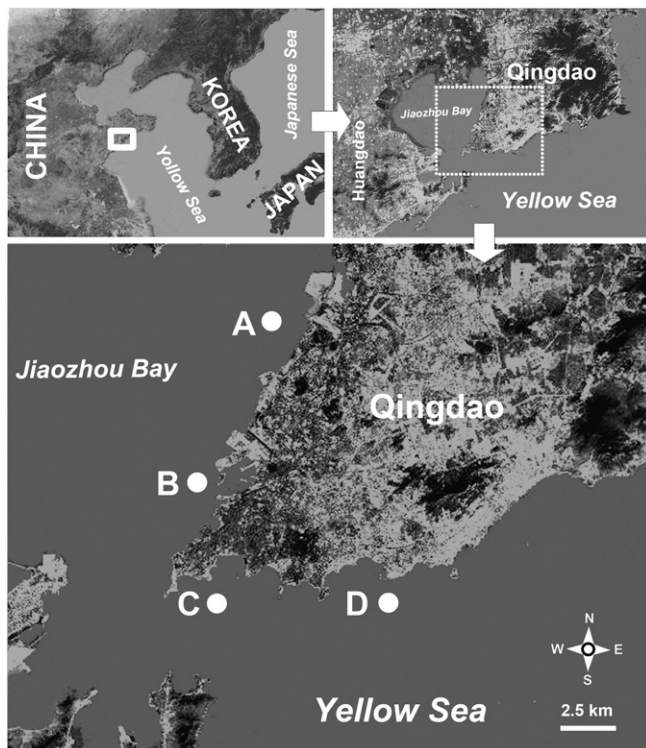 CHINA
KOREA
Japanese Sea
Yollow Sea
JAPAN
Qingdao
Jiaozhou Bay
Huangdao
Yellow Sea
A
Jiaozhou Bay
Qingdao
B
C
D
N
W
E
S
2.5 km
Yellow Sea